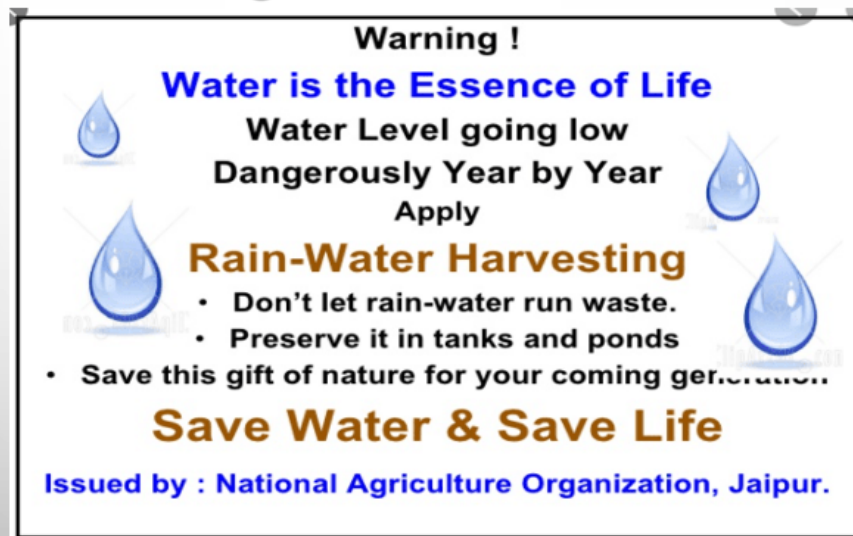 Warning !
Water is the Essence of Life
Water Level going low
Dangerously Year by Year
Apply
Rain-Water Harvesting
• Don't let rain-water run waste.
• Preserve it in tanks and ponds
• Save this gift of nature for your coming generation
Save Water & Save Life
Issued by : National Agriculture Organization, Jaipur.